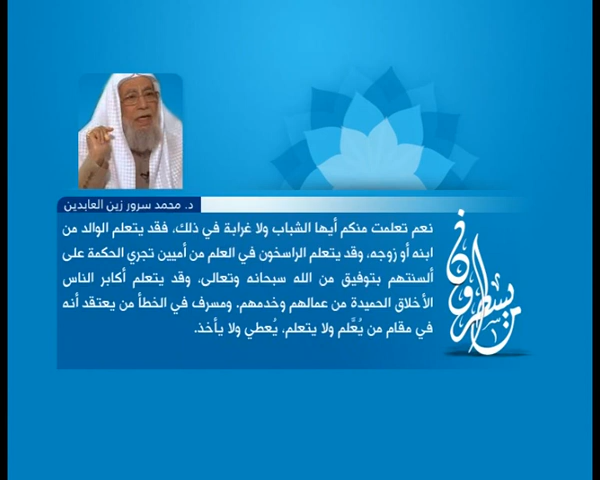 د. محمد سرور زين العابدين
نعم تعلمت منكم أيها الشباب ولا غرابة في ذلك، فقد يتعلم الوالد من
ابنه أو زوجه، وقد يتعلم الراسخون في العلم من أميين تجري الحكمة على
ألسنتهم بتوفيق من الله سبحانه وتعالى، وقد يتعلم أكابر الناس
الأخلاق الحميدة من عمالهم وخدمهم، ومسرف في الخطأ من يعتقد أنه
في مقام من يُعلَّم ولا يتعلم، يُعطي ولا يأخذ.